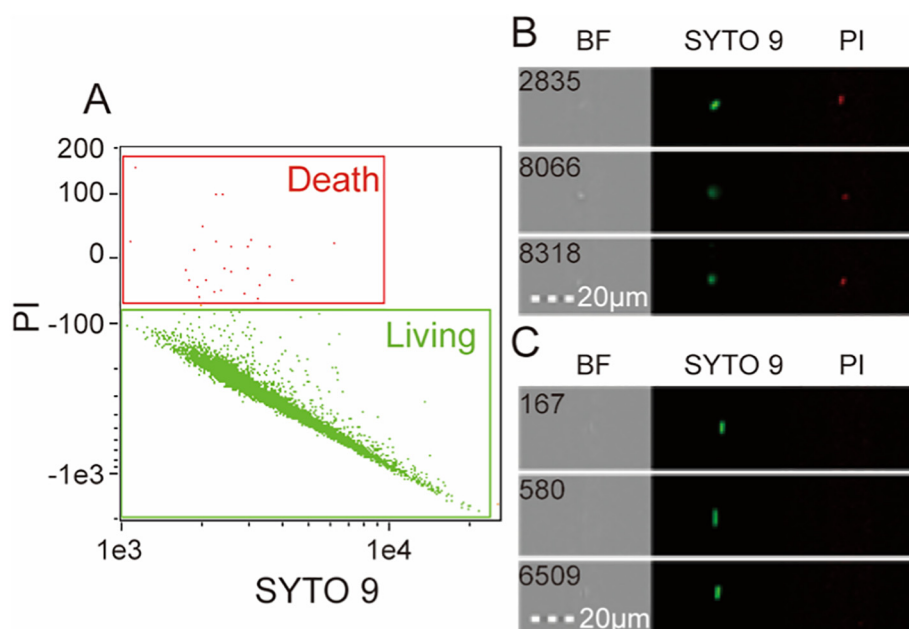 A
200
100
0
-100
-1e3
PI
Death
Living
1e3 1e4
SYTO 9
B
BF SYTO 9 PI
2835
8066
8318
20μm
C
BF SYTO 9 PI
167
580
6509
20μm